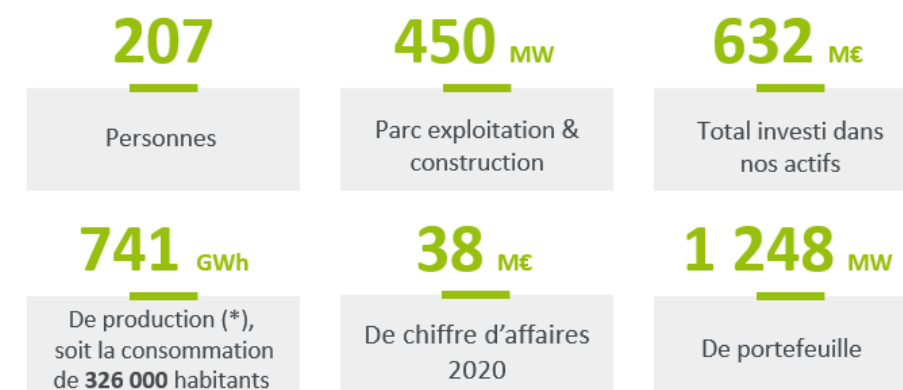 207
450 MW
632 M€
Personnes
Parc exploitation &
construction
Total investi dans
nos actifs
741 GWh
38 M€
1 248 MW
De production (*),
soit la consommation
de 326 000 habitants
De chiffre d'affaires
2020
De portefeuille